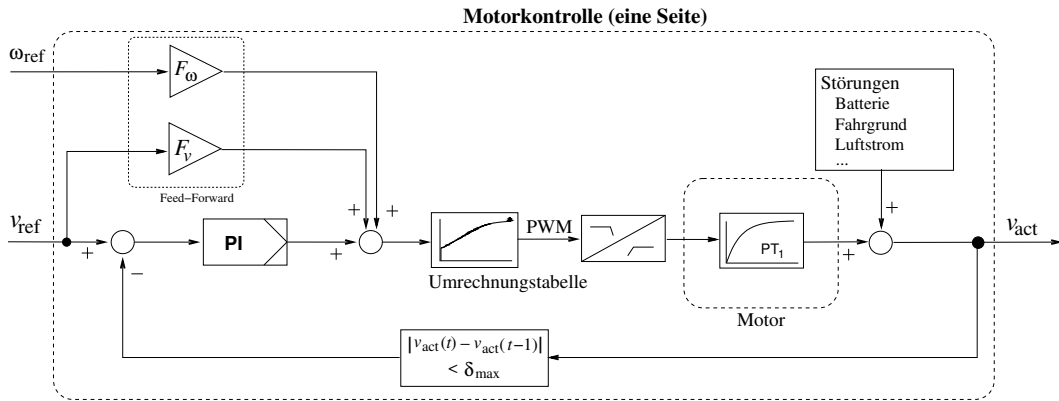 Motorkontrolle (eine Seite)
ωref
Fω
Störungen
Batterie
Fahrgrund
Luftstrom
...
Fv
Feed−Forward
+
+
+
vref
+
−
PI
+
PWM
PT1
+
vact
Umrechnungstabelle
Motor
|vact(t) − vact(t−1)|
< δmax